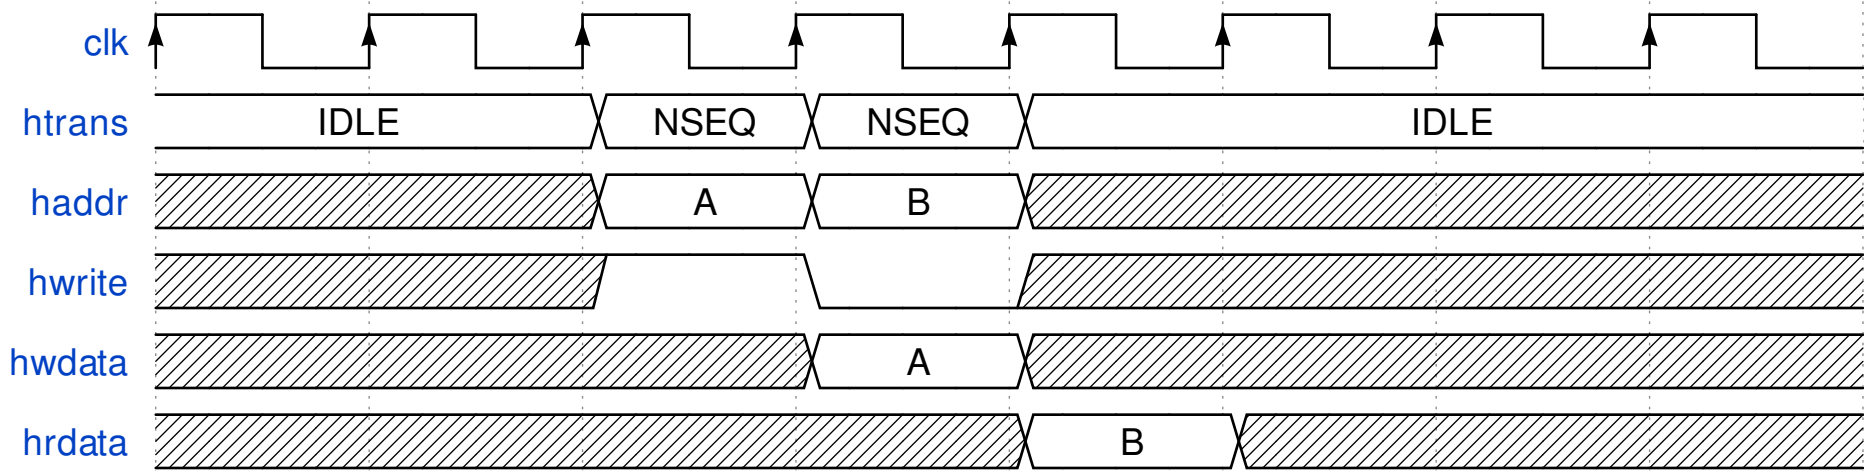 clk
htrans IDLE NSEQ NSEQ IDLE
haddr A B
hwrite
hwdata A
hrdata B